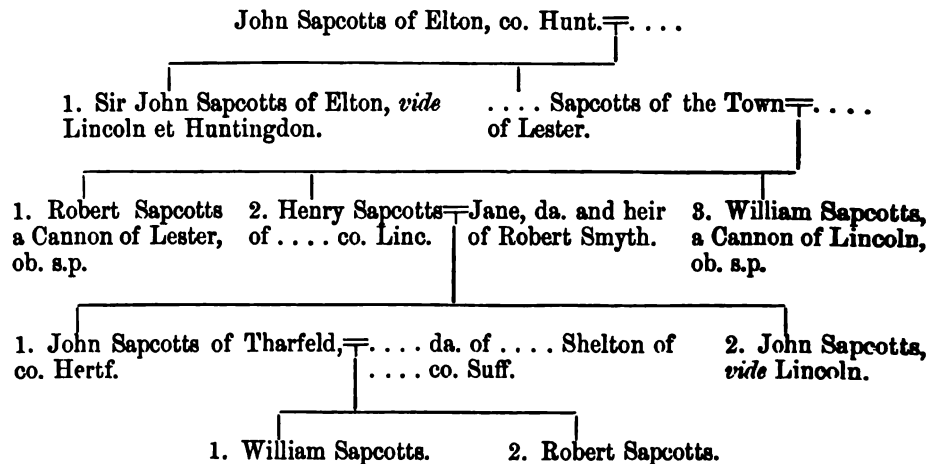 John Sapcotts of Elton, co. Hunt.=. . . .
1. Sir John Sapcotts of Elton, vide
Lincoln et Huntingdon.
. . . . Sapcotts of the Town=. . . .
of Lester.
1. Robert Sapcotts
a Cannon of Lester,
ob. s.p.
2. Henry Sapcotts=Jane, da. and heir
of . . . . co. Linc. of Robert Smyth.
3. William Sapcotts,
a Cannon of Lincoln,
ob. s.p.
1. John Sapcotts of Tharfeld,=. . . . da. of . . . . Shelton of
co. Hertf. . . . . co. Suff.
2. John Sapcotts,
vide Lincoln.
1. William Sapcotts.
2. Robert Sapcotts.